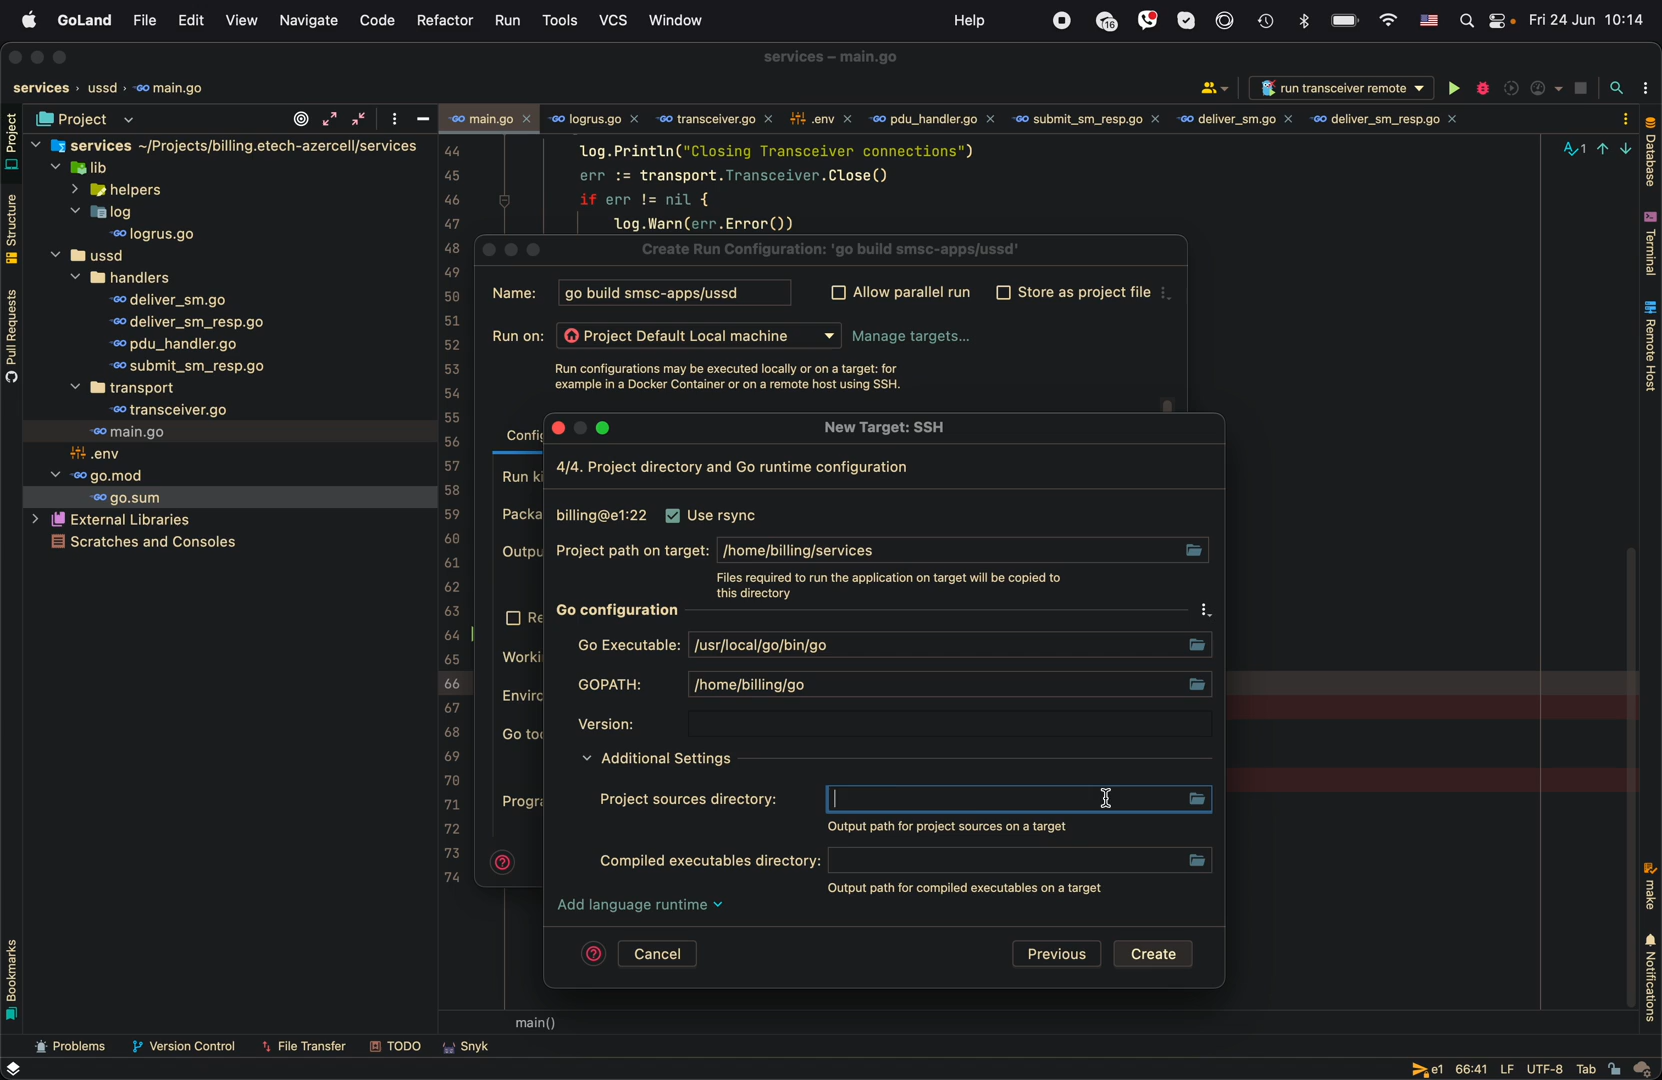 GoLand File Edit View Navigate Code Refactor Run Tools VCS Window Help 16 Fri 24 Jun 10:14
services – main.go
services › ussd › main.go
run transceiver remote
Project
main.go logrus.go transceiver.go .env pdu_handler.go submit_sm_resp.go deliver_sm.go deliver_sm_resp.go
services ~/Projects/billing.etech-azercell/services
lib
helpers
log
logrus.go
ussd
handlers
deliver_sm.go
deliver_sm_resp.go
pdu_handler.go
submit_sm_resp.go
transport
transceiver.go
main.go
.env
go.mod
go.sum
External Libraries
Scratches and Consoles
Project
Structure
Pull Requests
Bookmarks
44 log.Println("Closing Transceiver connections")
45 err := transport.Transceiver.Close()
46 if err != nil {
47 log.Warn(err.Error())
48
49
50
51
52
53
54
55
56
57
58
59
60
61
62
63
64
65
66
67
68
69
70
71
72
73
74
1
Create Run Configuration: 'go build smsc-apps/ussd'
Name: go build smsc-apps/ussd Allow parallel run Store as project file
Run on: Project Default Local machine Manage targets...
Run configurations may be executed locally or on a target: for
example in a Docker Container or on a remote host using SSH.
Config
Run ki
Packa
Outpu
Re
Worki
Enviro
Go too
Progra
New Target: SSH
4/4. Project directory and Go runtime configuration
billing@e1:22 Use rsync
Project path on target: /home/billing/services
Files required to run the application on target will be copied to
this directory
Go configuration
Go Executable: /usr/local/go/bin/go
GOPATH: /home/billing/go
Version:
Additional Settings
Project sources directory:
Output path for project sources on a target
Compiled executables directory:
Output path for compiled executables on a target
Add language runtime
Cancel Previous Create
Database
Terminal
Remote Host
make
Notifications
main()
Problems Version Control File Transfer TODO Snyk
e1 66:41 LF UTF-8 Tab